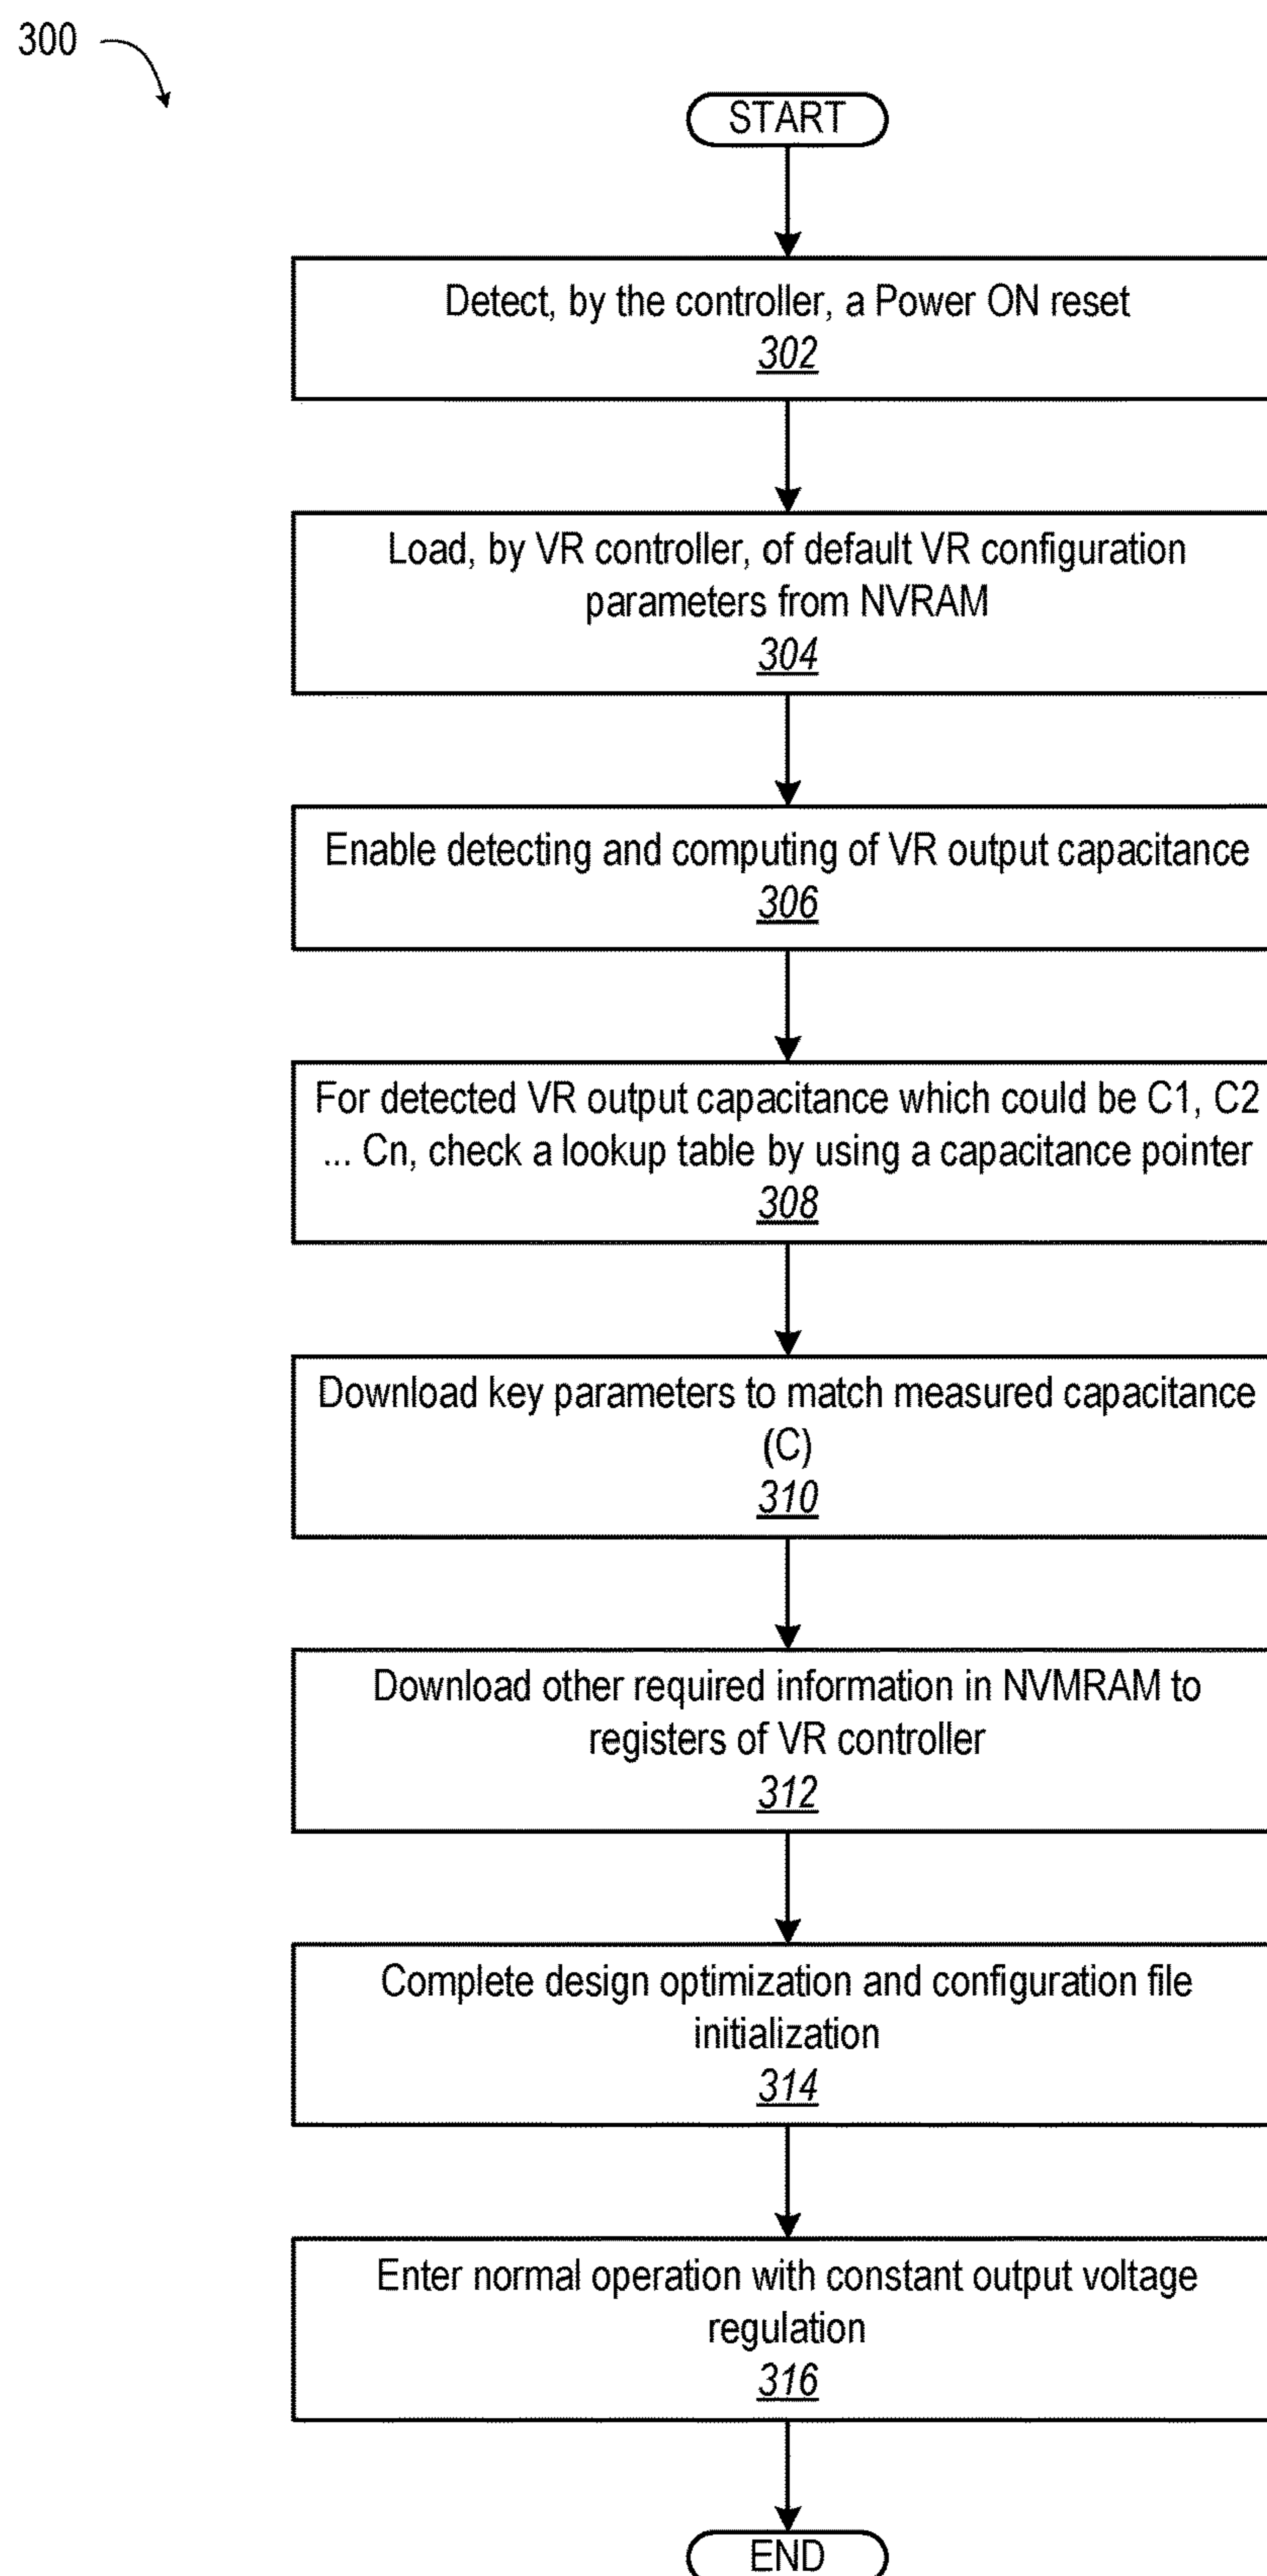 300
START
Detect, by the controller, a Power ON reset
302
Load, by VR controller, of default VR configuration
parameters from NVRAM
304
Enable detecting and computing of VR output capacitance
306
For detected VR output capacitance which could be C1, C2
... Cn, check a lookup table by using a capacitance pointer
308
Download key parameters to match measured capacitance
(C)
310
Download other required information in NVMRAM to
registers of VR controller
312
Complete design optimization and configuration file
initialization
314
Enter normal operation with constant output voltage
regulation
316
END